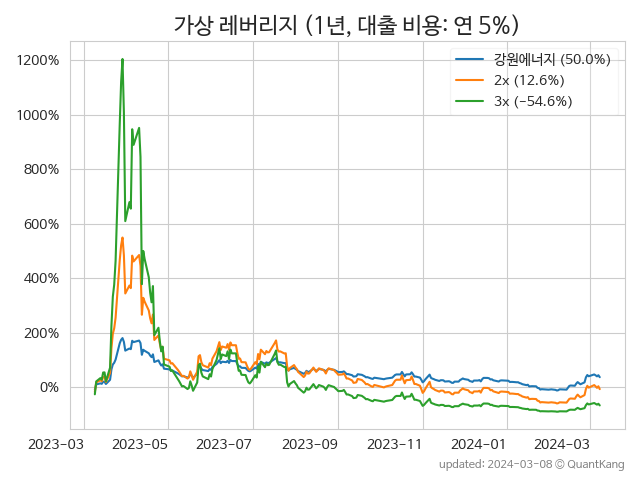 가상 레버리지 (1년, 대출 비용: 연 5%)
강원에너지 (50.0%)
2x (12.6%)
3x (−54.6%)
1200%
1000%
800%
600%
400%
200%
0%
2023-03 2023-05 2023-07 2023-09 2023-11 2024-01 2024-03
updated: 2024-03-08 © QuantKang